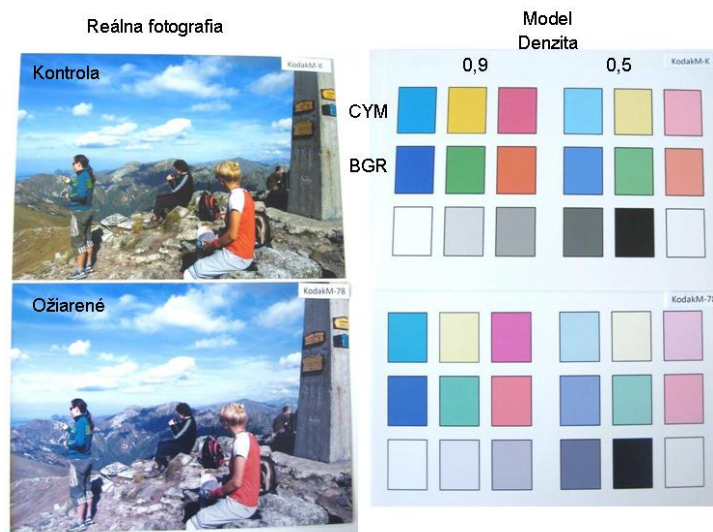 Reálna fotografia
Model
Denzita
0,9
0,5
Kontrola
KodakM-K
KodakM-K
CYM
BGR
Ožiarené
KodakM-78
KodakM-78